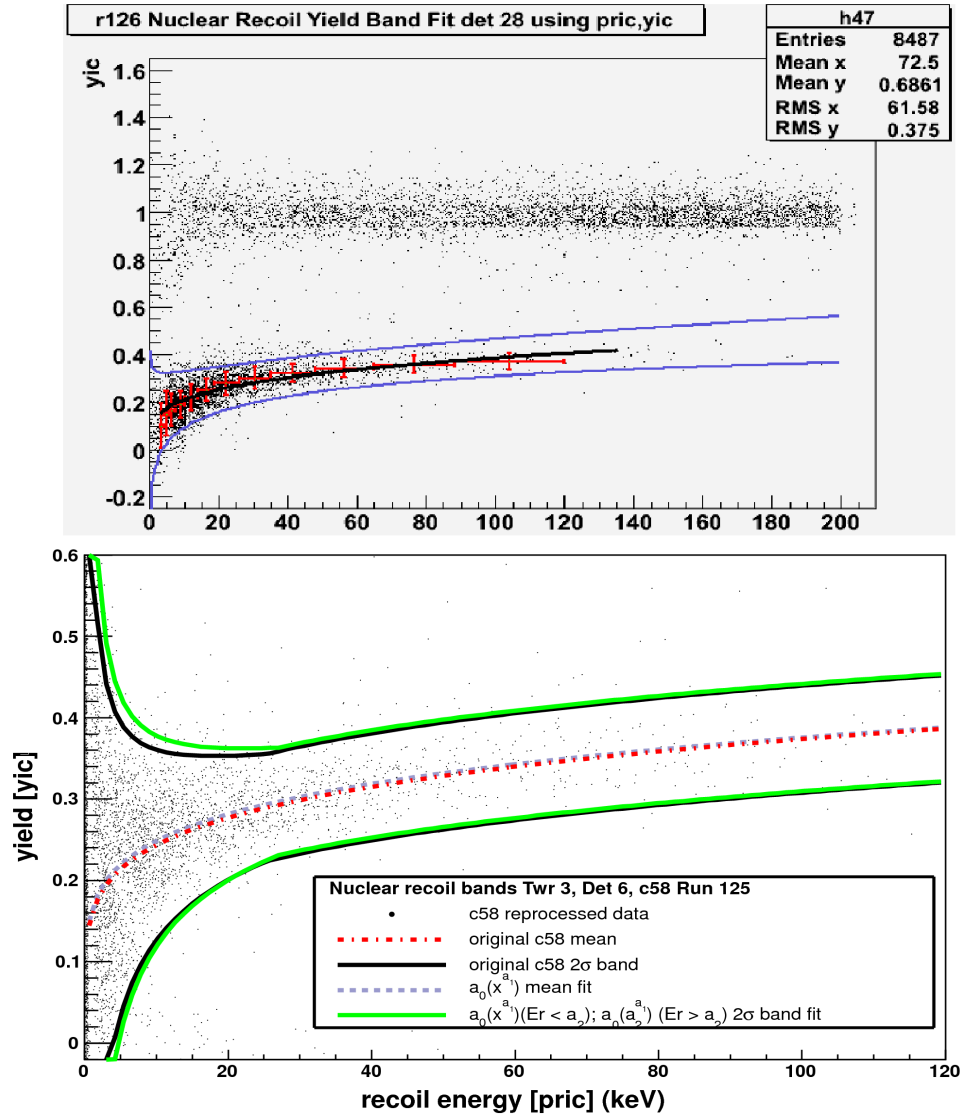 r126 Nuclear Recoil Yield Band Fit det 28 using pric,yic
h47
Entries 8487
Mean x 72.5
Mean y 0.6861
RMS x 61.58
RMS y 0.375
yic
1.6
1.4
1.2
1
0.8
0.6
0.4
0.2
0
-0.2
0 20 40 60 80 100 120 140 160 180 200
0.6
0.5
0.4
0.3
0.2
0.1
0
yield [yic]
Nuclear recoil bands Twr 3, Det 6, c58 Run 125
c58 reprocessed data
original c58 mean
original c58 2σ band
a₀(x^a₁) mean fit
a₀(x^a₁)(Er < a₂); a₀(a₂^a₁) (Er > a₂) 2σ band fit
0 20 40 60 80 100 120
recoil energy [pric] (keV)